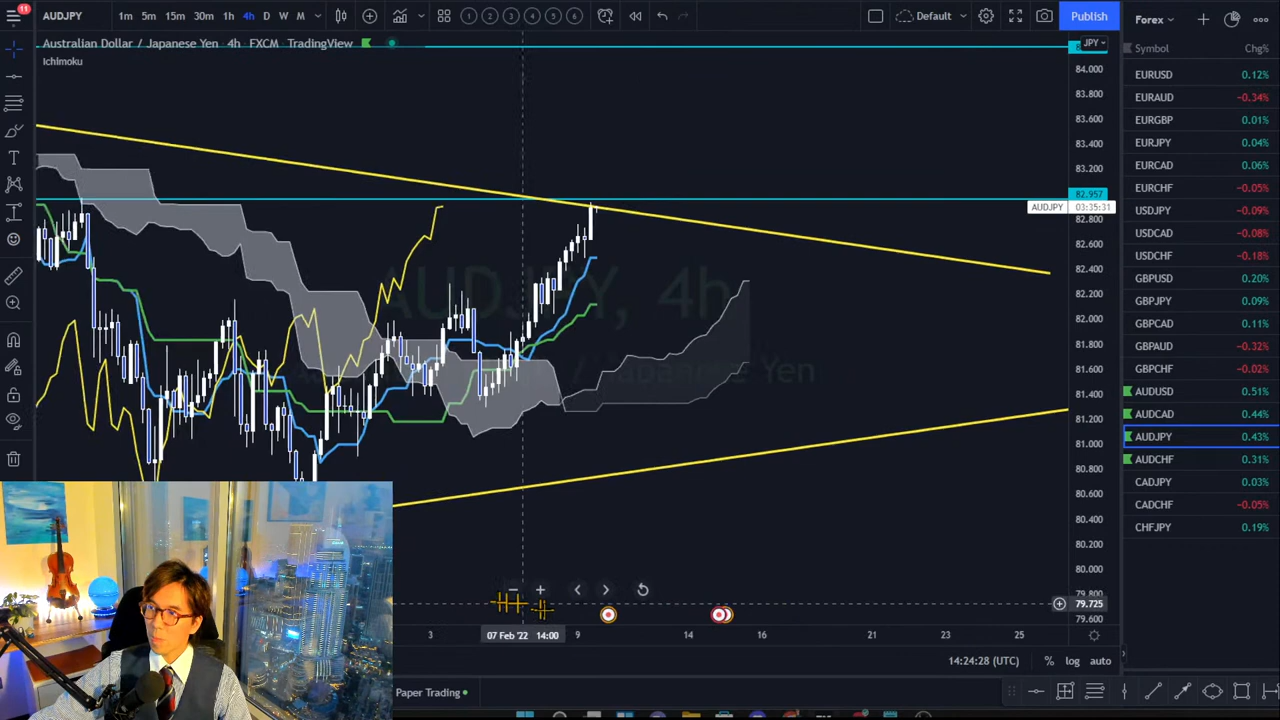 11
AUDJPY 1m 5m 15m 30m 1h 4h D W M
1 2 3 4 5 6
Default
Publish
Forex
Australian Dollar / Japanese Yen 4h FXCM TradingView
Ichimoku
JPY
Symbol Chg%
EURUSD 0.12%
EURAUD −0.34%
EURGBP 0.01%
EURJPY 0.04%
EURCAD 0.06%
EURCHF −0.05%
USDJPY −0.09%
USDCAD −0.08%
USDCHF −0.18%
GBPUSD 0.20%
GBPJPY 0.09%
GBPCAD 0.11%
GBPAUD −0.32%
GBPCHF −0.02%
AUDUSD 0.51%
AUDCAD 0.44%
AUDJPY 0.43%
AUDCHF 0.31%
CADJPY 0.03%
CADCHF −0.05%
CHFJPY 0.19%
84.000
83.800
83.600
83.400
83.200
82.957
AUDJPY 03:35:31
82.800
82.600
82.400
82.200
82.000
81.800
81.600
81.400
81.200
81.000
80.800
80.600
80.400
80.200
80.000
79.800
79.725
79.600
AUDJPY, 4h
/ Japanese Yen
3 07 Feb '22 14:00 9 14 16 21 23 25
14:24:28 (UTC) % log auto
Paper Trading